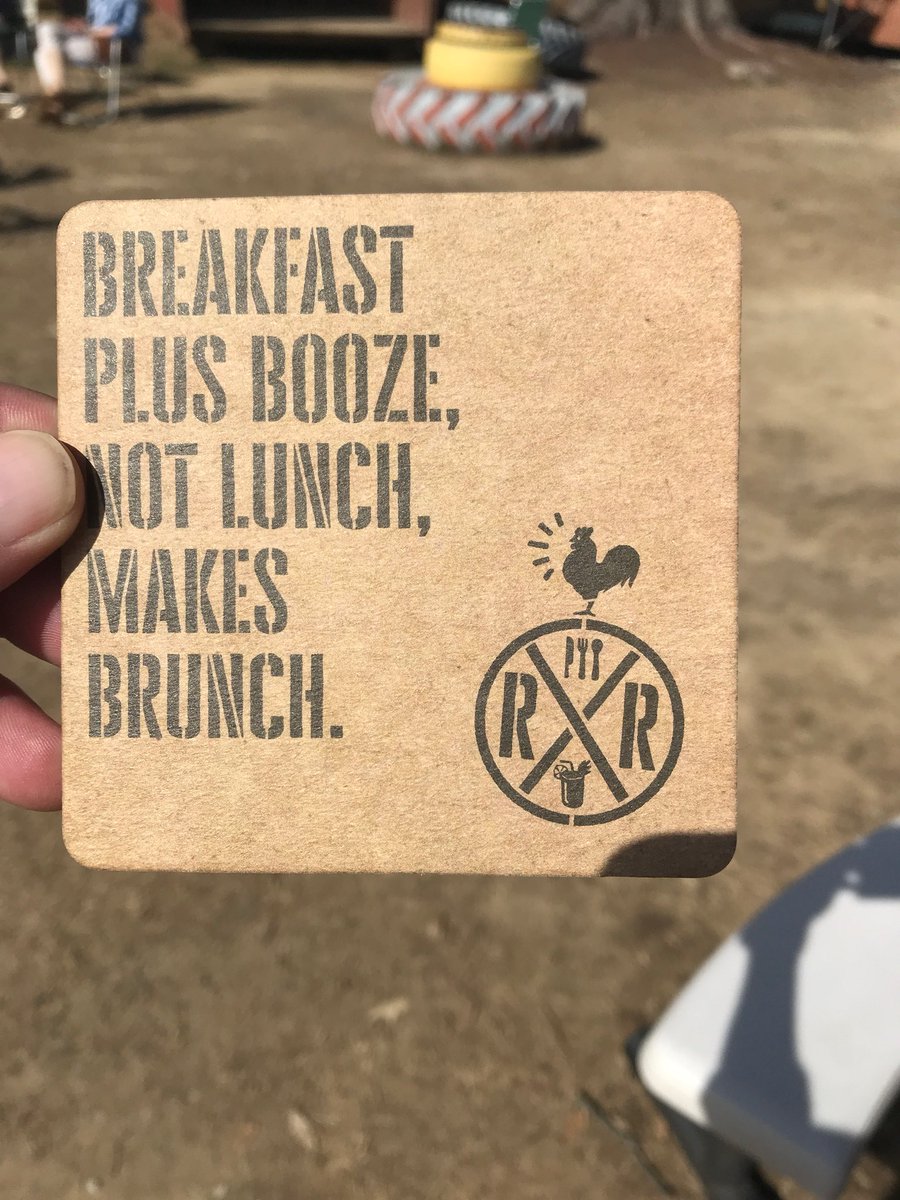 BREAKFAST
PLUS BOOZE,
NOT LUNCH,
MAKES
BRUNCH.
R R